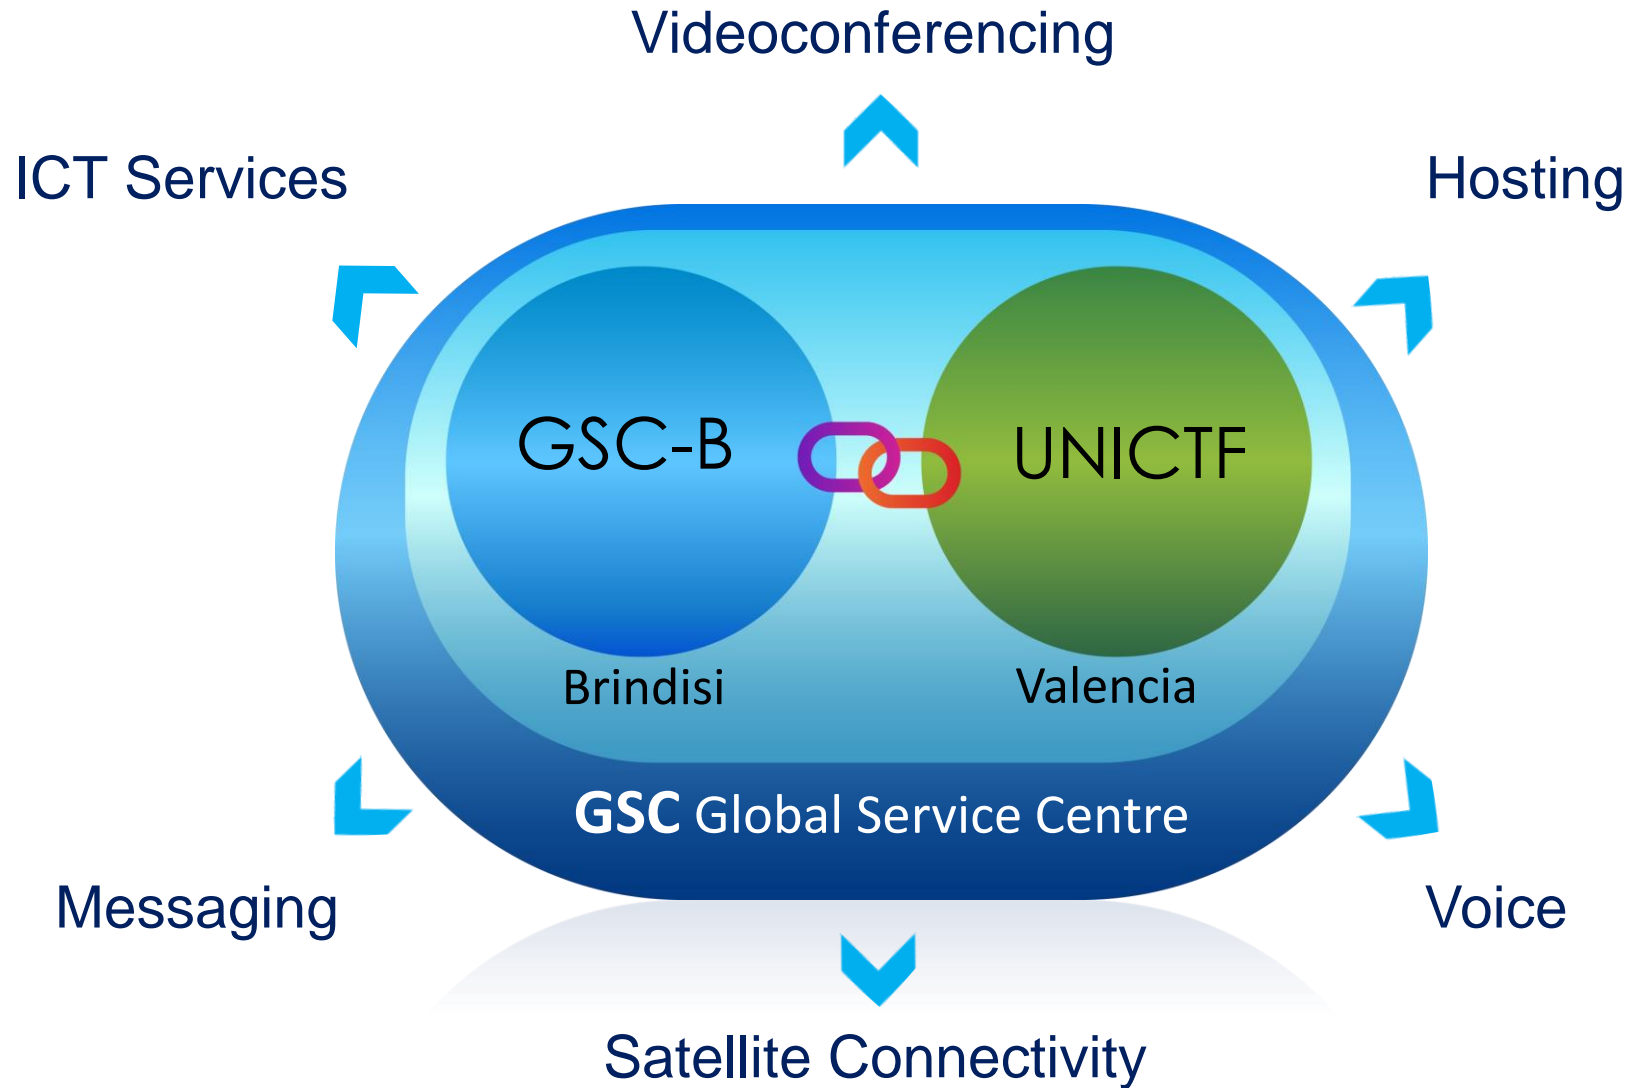 Videoconferencing
ICT Services
Hosting
GSC-B
UNICTF
Brindisi
Valencia
GSC Global Service Centre
Messaging
Voice
Satellite Connectivity